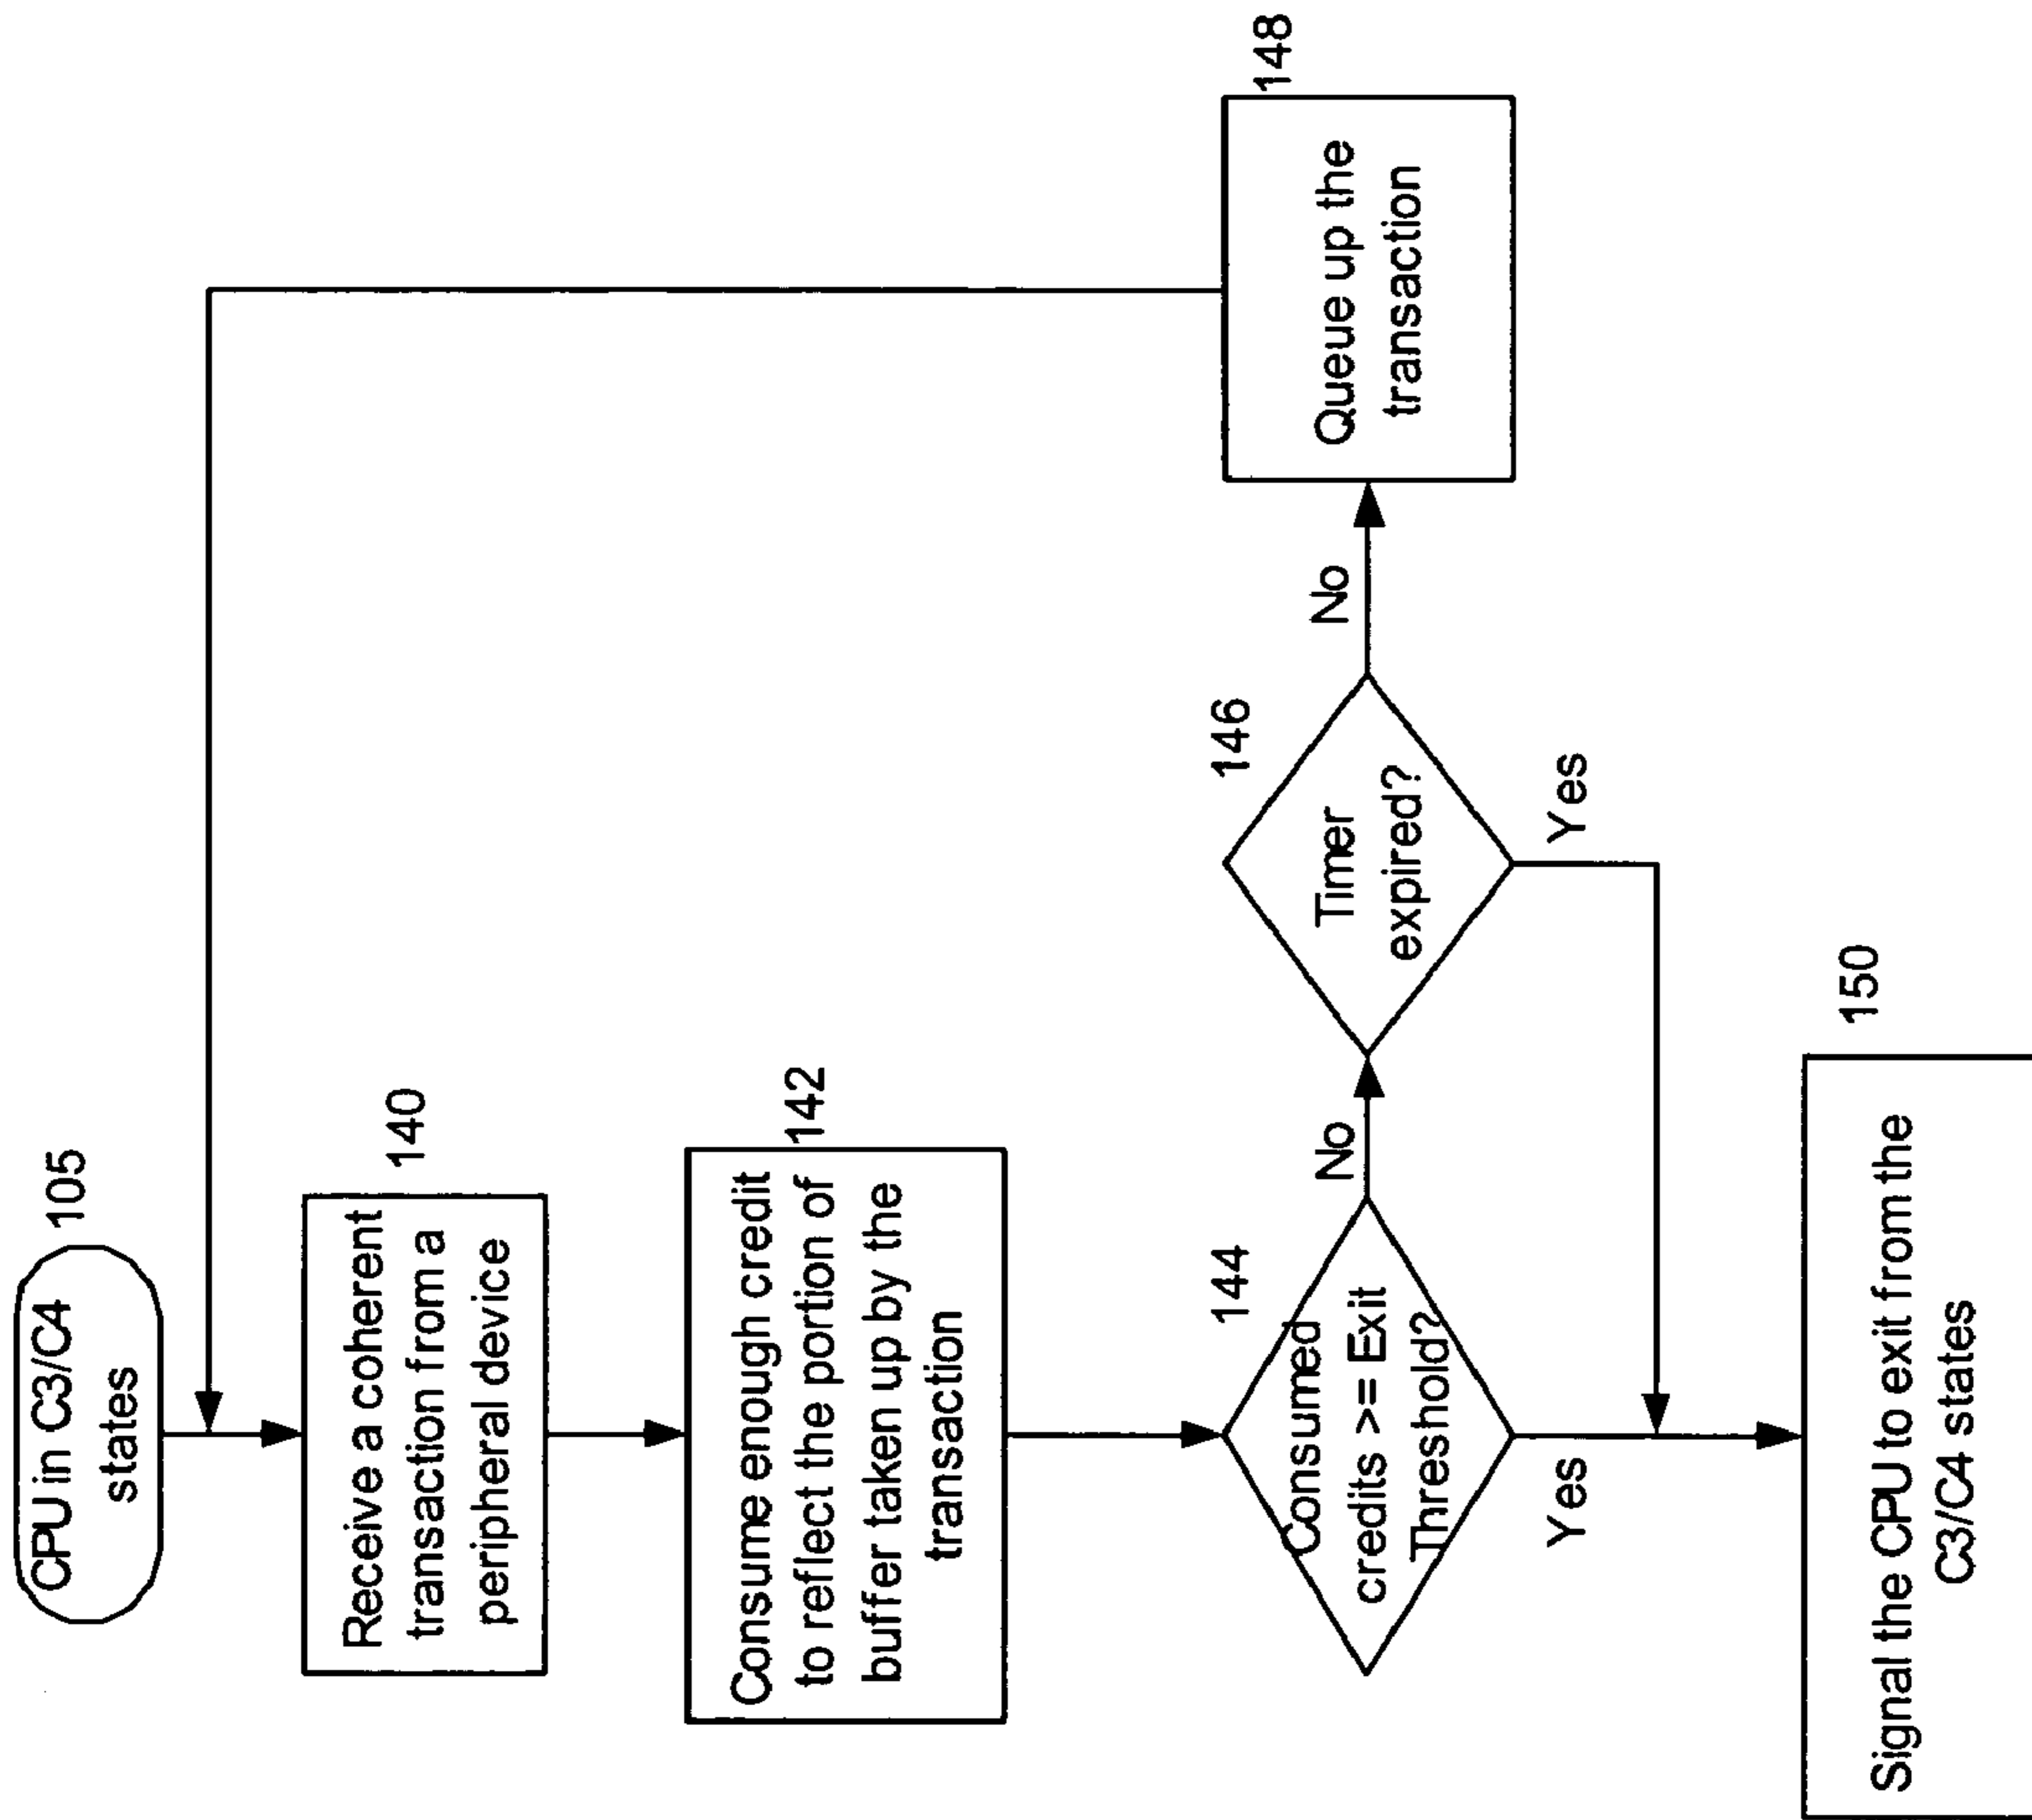 CPU in C3/C4
states
105
Receive a coherent
transaction from a
peripheral device
140
Consume enough credit
to reflect the portion of
buffer taken up by the
transaction
142
Consumed
credits >= Exit
Threshold?
144
No
Yes
Timer
expired?
146
No
Yes
Queue up the
transaction
148
Signal the CPU to exit from the
C3/C4 states
150